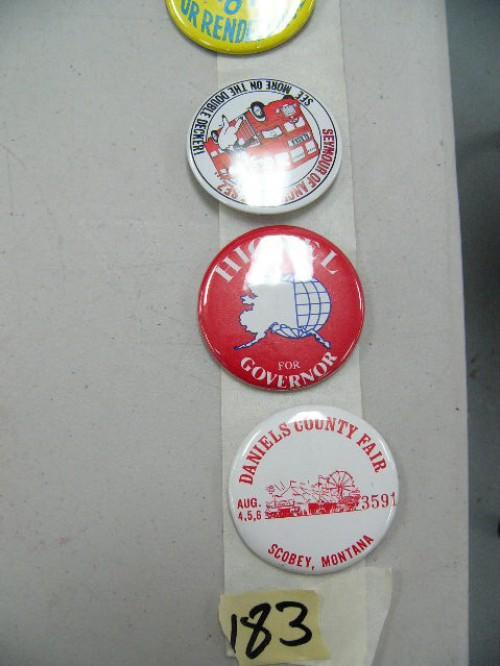 UR
SEE MORE ON THE DOUBLE DECKER!
SEYMOUR OF
SEZ
FOR
GOVERNOR
DANIELS COUNTY FAIR
AUG.
4,5,6
3591
SCOBEY, MONTANA
183